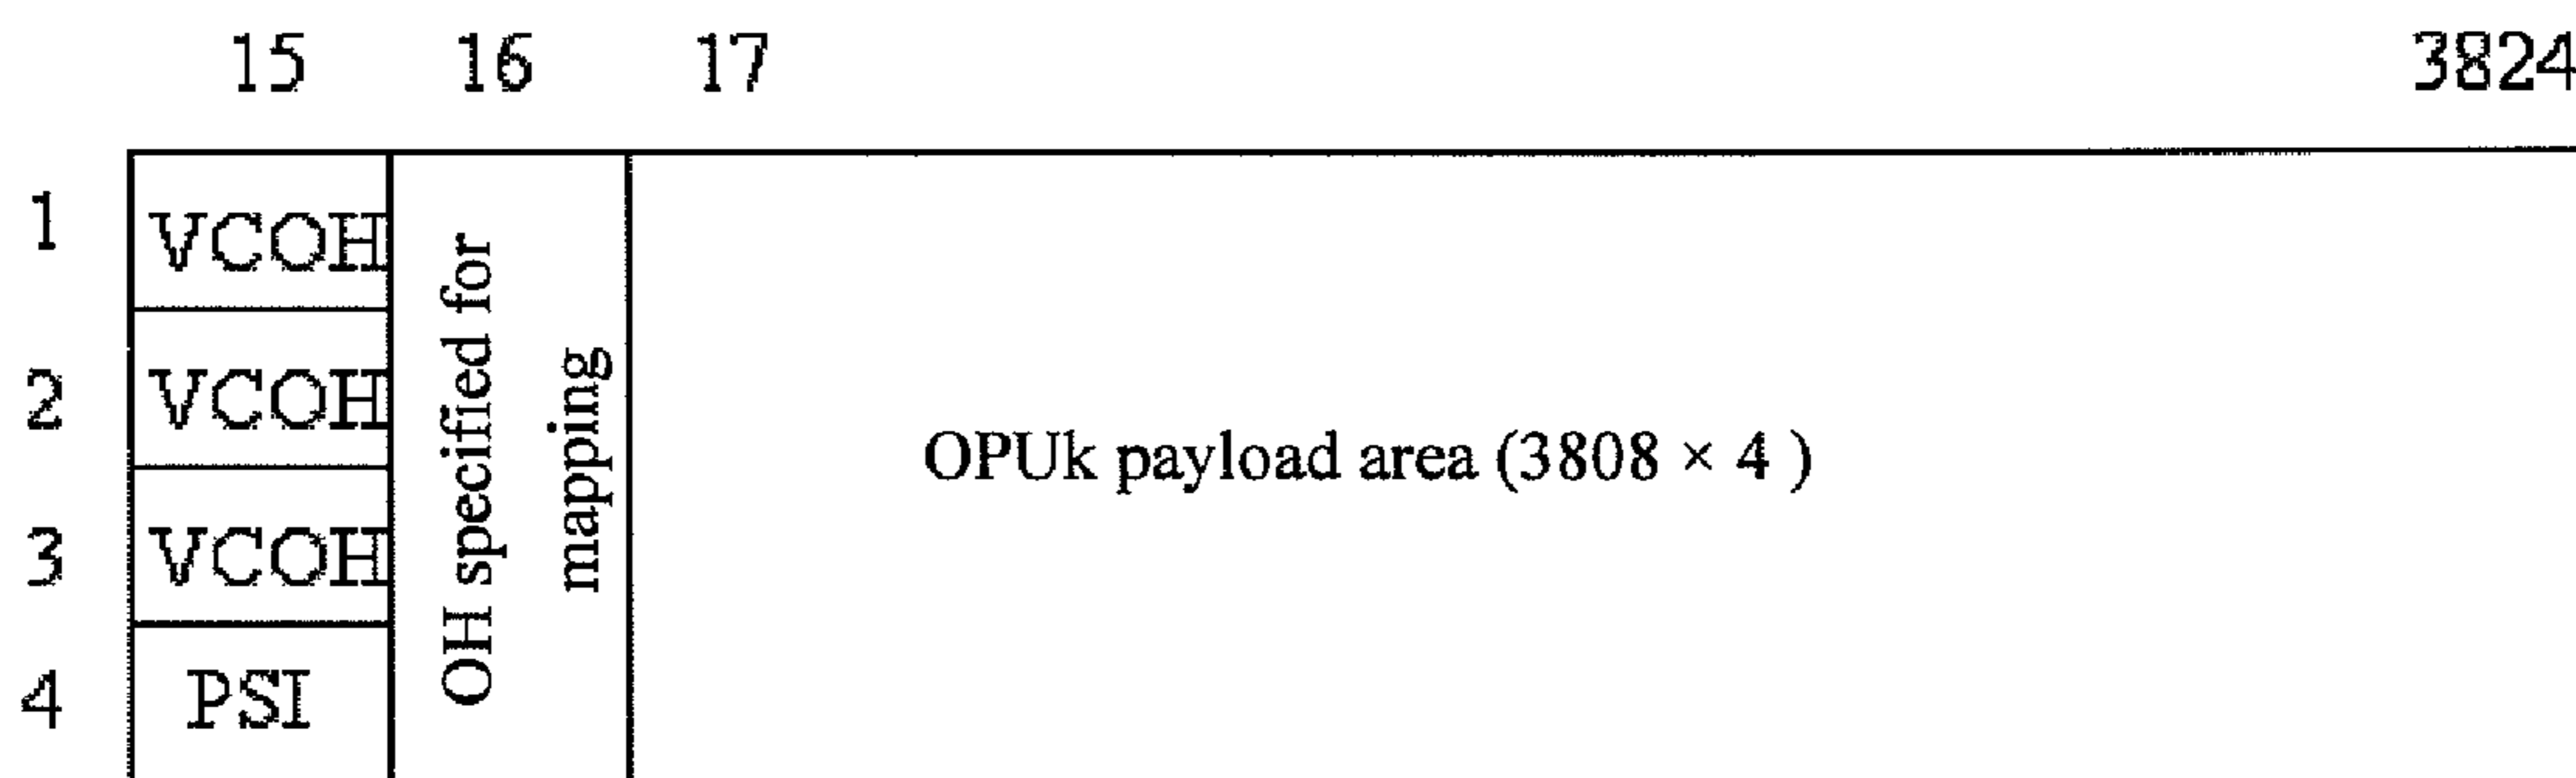 15 16 17 3824
1 VCOH
2 VCOH
3 VCOH
4 PSI
OH specified for
mapping
OPUk payload area (3808 × 4 )